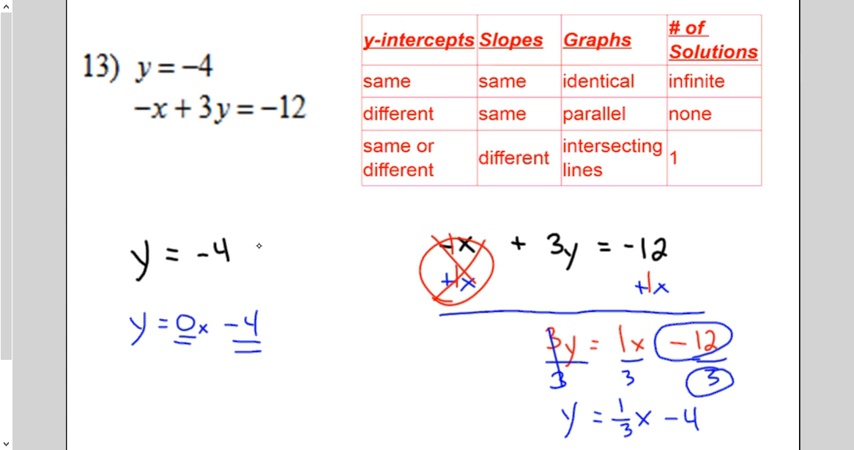 13) y = −4
−x + 3y = −12
y-intercepts Slopes Graphs # of Solutions
same same identical infinite
different same parallel none
same or different different intersecting lines 1
y = -4
y = 0x -4
-1x + 3y = -12
+1x +1x
3y = 1x -12
3 3 3
y = 1/3 x - 4